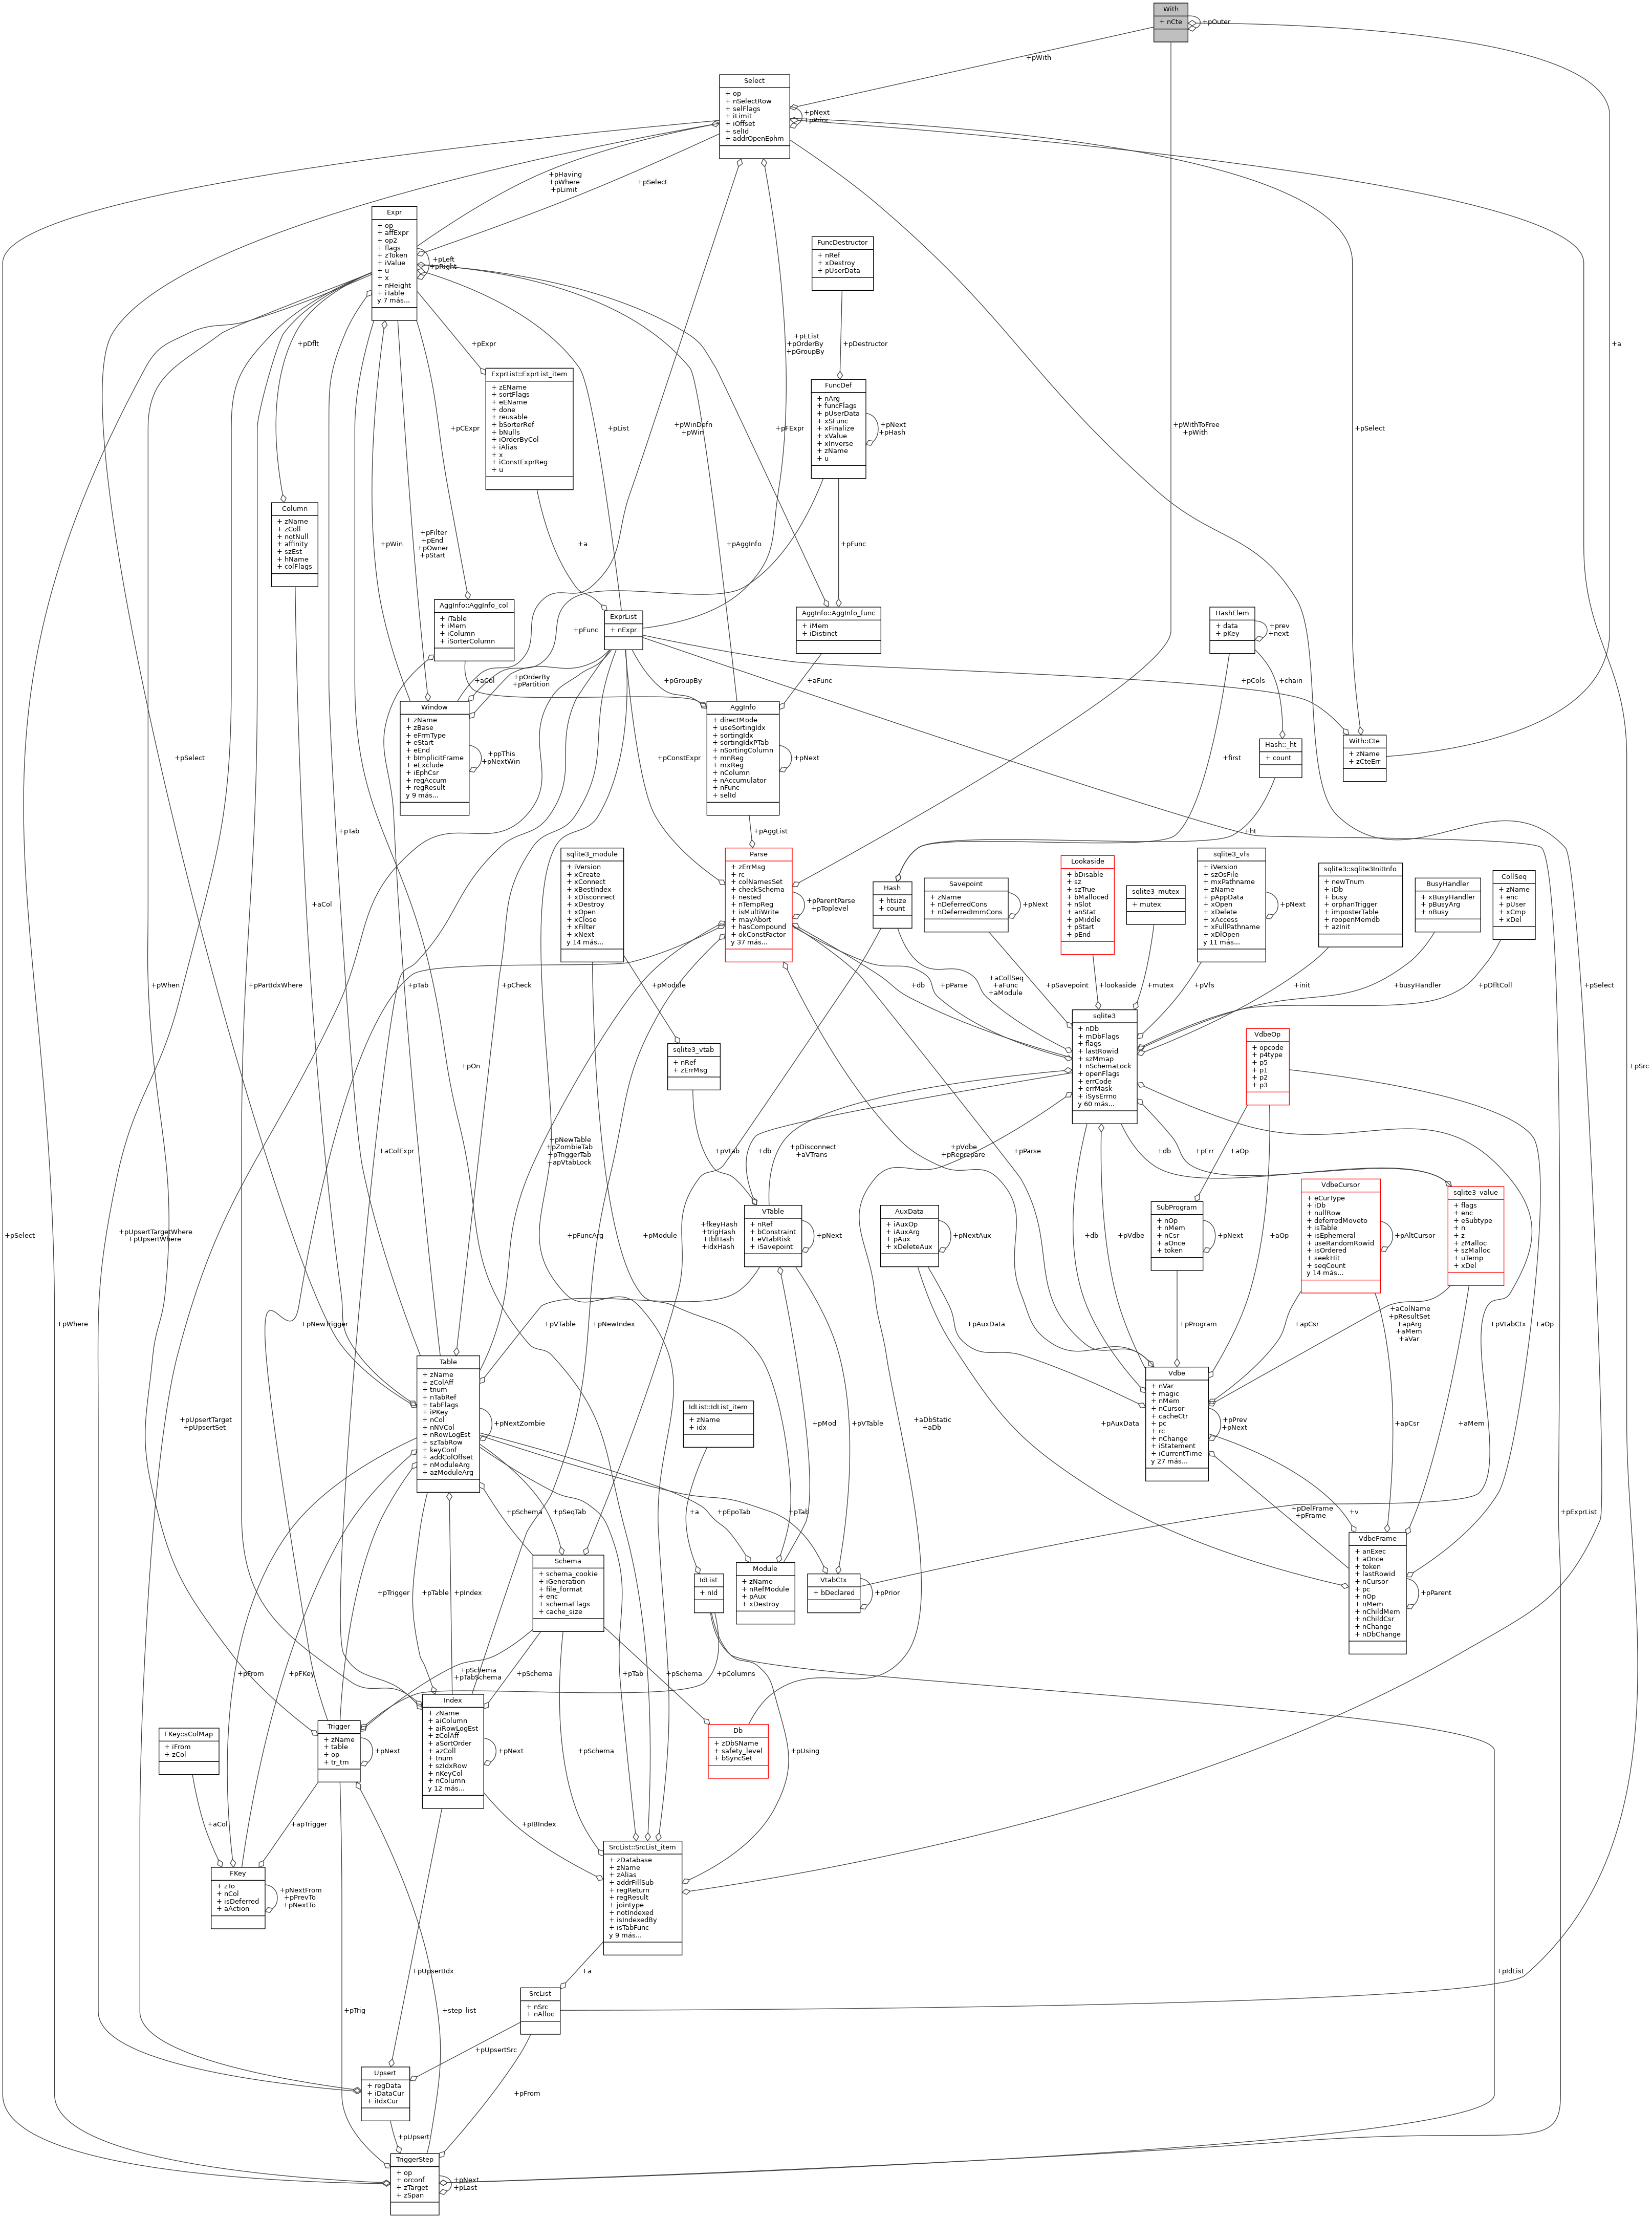 With
+ nCte
+pOuter
+pWith
Select
+ op
+ nSelectRow
+ selFlags
+ iLimit
+ iOffset
+ selId
+ addrOpenEphm
+pNext
+pPrior
+pHaving
+pWhere
+pLimit
+pSelect
Expr
+ op
+ affExpr
+ op2
+ flags
+ zToken
+ iValue
+ u
+ x
+ nHeight
+ iTable
y 7 más...
+pLeft
+pRight
FuncDestructor
+ nRef
+ xDestroy
+ pUserData
+pDflt
+pExpr
+pEList
+pOrderBy
+pGroupBy
+pDestructor
+a
ExprList::ExprList_item
+ zEName
+ sortFlags
+ eEName
+ done
+ reusable
+ bSorterRef
+ bNulls
+ iOrderByCol
+ iAlias
+ x
+ iConstExprReg
+ u
FuncDef
+ nArg
+ funcFlags
+ pUserData
+ xSFunc
+ xFinalize
+ xValue
+ xInverse
+ zName
+ u
+pNext
+pHash
+pCExpr
+pList
+pWinDefn
+pWin
+pFExpr
+pWithToFree
+pWith
+pSelect
Column
+ zName
+ zColl
+ notNull
+ affinity
+ szEst
+ hName
+ colFlags
+pWin
+pFilter
+pEnd
+pOwner
+pStart
+a
+pAggInfo
+pFunc
AggInfo::AggInfo_col
+ iTable
+ iMem
+ iColumn
+ iSorterColumn
ExprList
+ nExpr
AggInfo::AggInfo_func
+ iMem
+ iDistinct
HashElem
+ data
+ pKey
+prev
+next
+pFunc
+aCol
+pOrderBy
+pPartition
+pGroupBy
+aFunc
+pCols
+chain
Window
+ zName
+ zBase
+ eFrmType
+ eStart
+ eEnd
+ bImplicitFrame
+ eExclude
+ iEphCsr
+ regAccum
+ regResult
y 9 más...
+ppThis
+pNextWin
AggInfo
+ directMode
+ useSortingIdx
+ sortingIdx
+ sortingIdxPTab
+ nSortingColumn
+ mnReg
+ mxReg
+ nColumn
+ nAccumulator
+ nFunc
+ selId
+pNext
Hash::_ht
+ count
With::Cte
+ zName
+ zCteErr
+pSelect
+pConstExpr
+first
+pTab
+pAggList
+ht
sqlite3_module
+ iVersion
+ xCreate
+ xConnect
+ xBestIndex
+ xDisconnect
+ xDestroy
+ xOpen
+ xClose
+ xFilter
+ xNext
y 14 más...
Parse
+ zErrMsg
+ rc
+ colNamesSet
+ checkSchema
+ nested
+ nTempReg
+ isMultiWrite
+ mayAbort
+ hasCompound
+ okConstFactor
y 37 más...
+pParentParse
+pToplevel
Hash
+ htsize
+ count
Savepoint
+ zName
+ nDeferredCons
+ nDeferredImmCons
+pNext
Lookaside
+ bDisable
+ sz
+ szTrue
+ bMalloced
+ nSlot
+ anStat
+ pMiddle
+ pStart
+ pEnd
sqlite3_mutex
+ mutex
sqlite3_vfs
+ iVersion
+ szOsFile
+ mxPathname
+ zName
+ pAppData
+ xOpen
+ xDelete
+ xAccess
+ xFullPathname
+ xDlOpen
y 11 más...
+pNext
sqlite3::sqlite3InitInfo
+ newTnum
+ iDb
+ busy
+ orphanTrigger
+ imposterTable
+ reopenMemdb
+ azInit
BusyHandler
+ xBusyHandler
+ pBusyArg
+ nBusy
CollSeq
+ zName
+ enc
+ pUser
+ xCmp
+ xDel
+aCol
+pWhen
+pPartIdxWhere
+pTab
+pCheck
+pModule
+db
+pParse
+aCollSeq
+aFunc
+aModule
+pSavepoint
+lookaside
+mutex
+pVfs
+init
+busyHandler
+pDfltColl
+pSelect
sqlite3
+ nDb
+ mDbFlags
+ flags
+ lastRowid
+ szMmap
+ nSchemaLock
+ openFlags
+ errCode
+ errMask
+ iSysErrno
y 60 más...
VdbeOp
+ opcode
+ p4type
+ p5
+ p1
+ p2
+ p3
sqlite3_vtab
+ nRef
+ zErrMsg
+pOn
+pSrc
+aColExpr
+pNewTable
+pZombieTab
+pTriggerTab
+apVtabLock
+pVtab
+db
+pDisconnect
+aVTrans
+pVdbe
+pReprepare
+pParse
+db
+pErr
+aOp
VTable
+ nRef
+ bConstraint
+ eVtabRisk
+ iSavepoint
+pNext
AuxData
+ iAuxOp
+ iAuxArg
+ pAux
+ xDeleteAux
+pNextAux
SubProgram
+ nOp
+ nMem
+ nCsr
+ aOnce
+ token
+pNext
VdbeCursor
+ eCurType
+ iDb
+ nullRow
+ deferredMoveto
+ isTable
+ isEphemeral
+ useRandomRowid
+ isOrdered
+ seekHit
+ seqCount
y 14 más...
+pAltCursor
sqlite3_value
+ flags
+ enc
+ eSubtype
+ n
+ z
+ zMalloc
+ szMalloc
+ uTemp
+ xDel
+pSelect
+pUpsertTargetWhere
+pUpsertWhere
+pFuncArg
+pModule
+fkeyHash
+trigHash
+tblHash
+idxHash
+db
+pVdbe
+aOp
+pWhere
+pNewTrigger
+pVTable
+pNewIndex
+pAuxData
+pProgram
+apCsr
+aColName
+pResultSet
+apArg
+aMem
+aVar
+pVtabCtx
+aOp
Table
+ zName
+ zColAff
+ tnum
+ nTabRef
+ tabFlags
+ iPKey
+ nCol
+ nNVCol
+ nRowLogEst
+ szTabRow
+ keyConf
+ addColOffset
+ nModuleArg
+ azModuleArg
+pNextZombie
IdList::IdList_item
+ zName
+ idx
Vdbe
+ nVar
+ magic
+ nMem
+ nCursor
+ cacheCtr
+ pc
+ rc
+ nChange
+ iStatement
+ iCurrentTime
y 27 más...
+pPrev
+pNext
+pUpsertTarget
+pUpsertSet
+pMod
+pVTable
+aDbStatic
+aDb
+pAuxData
+apCsr
+aMem
+pSchema
+pSeqTab
+a
+pEpoTab
+pTab
+pDelFrame
+pFrame
+v
+pExprList
VdbeFrame
+ anExec
+ aOnce
+ token
+ lastRowid
+ nCursor
+ pc
+ nOp
+ nMem
+ nChildMem
+ nChildCsr
+ nChange
+ nDbChange
+pParent
Schema
+ schema_cookie
+ iGeneration
+ file_format
+ enc
+ schemaFlags
+ cache_size
IdList
+ nId
Module
+ zName
+ nRefModule
+ pAux
+ xDestroy
VtabCtx
+ bDeclared
+pPrior
+pTrigger
+pTable
+pIndex
+pFrom
+pFKey
+pSchema
+pTabSchema
+pSchema
+pTab
+pSchema
+pColumns
Index
+ zName
+ aiColumn
+ aiRowLogEst
+ zColAff
+ aSortOrder
+ azColl
+ tnum
+ szIdxRow
+ nKeyCol
+ nColumn
y 12 más...
+pNext
FKey::sColMap
+ iFrom
+ zCol
Trigger
+ zName
+ table
+ op
+ tr_tm
+pNext
Db
+ zDbSName
+ safety_level
+ bSyncSet
+pSchema
+pUsing
+aCol
+apTrigger
+pIBIndex
SrcList::SrcList_item
+ zDatabase
+ zName
+ zAlias
+ addrFillSub
+ regReturn
+ regResult
+ jointype
+ notIndexed
+ isIndexedBy
+ isTabFunc
y 9 más...
FKey
+ zTo
+ nCol
+ isDeferred
+ aAction
+pNextFrom
+pPrevTo
+pNextTo
+pUpsertIdx
+a
+pIdList
SrcList
+ nSrc
+ nAlloc
+pTrig
+step_list
+pUpsertSrc
Upsert
+ regData
+ iDataCur
+ iIdxCur
+pFrom
+pUpsert
TriggerStep
+ op
+ orconf
+ zTarget
+ zSpan
+pNext
+pLast